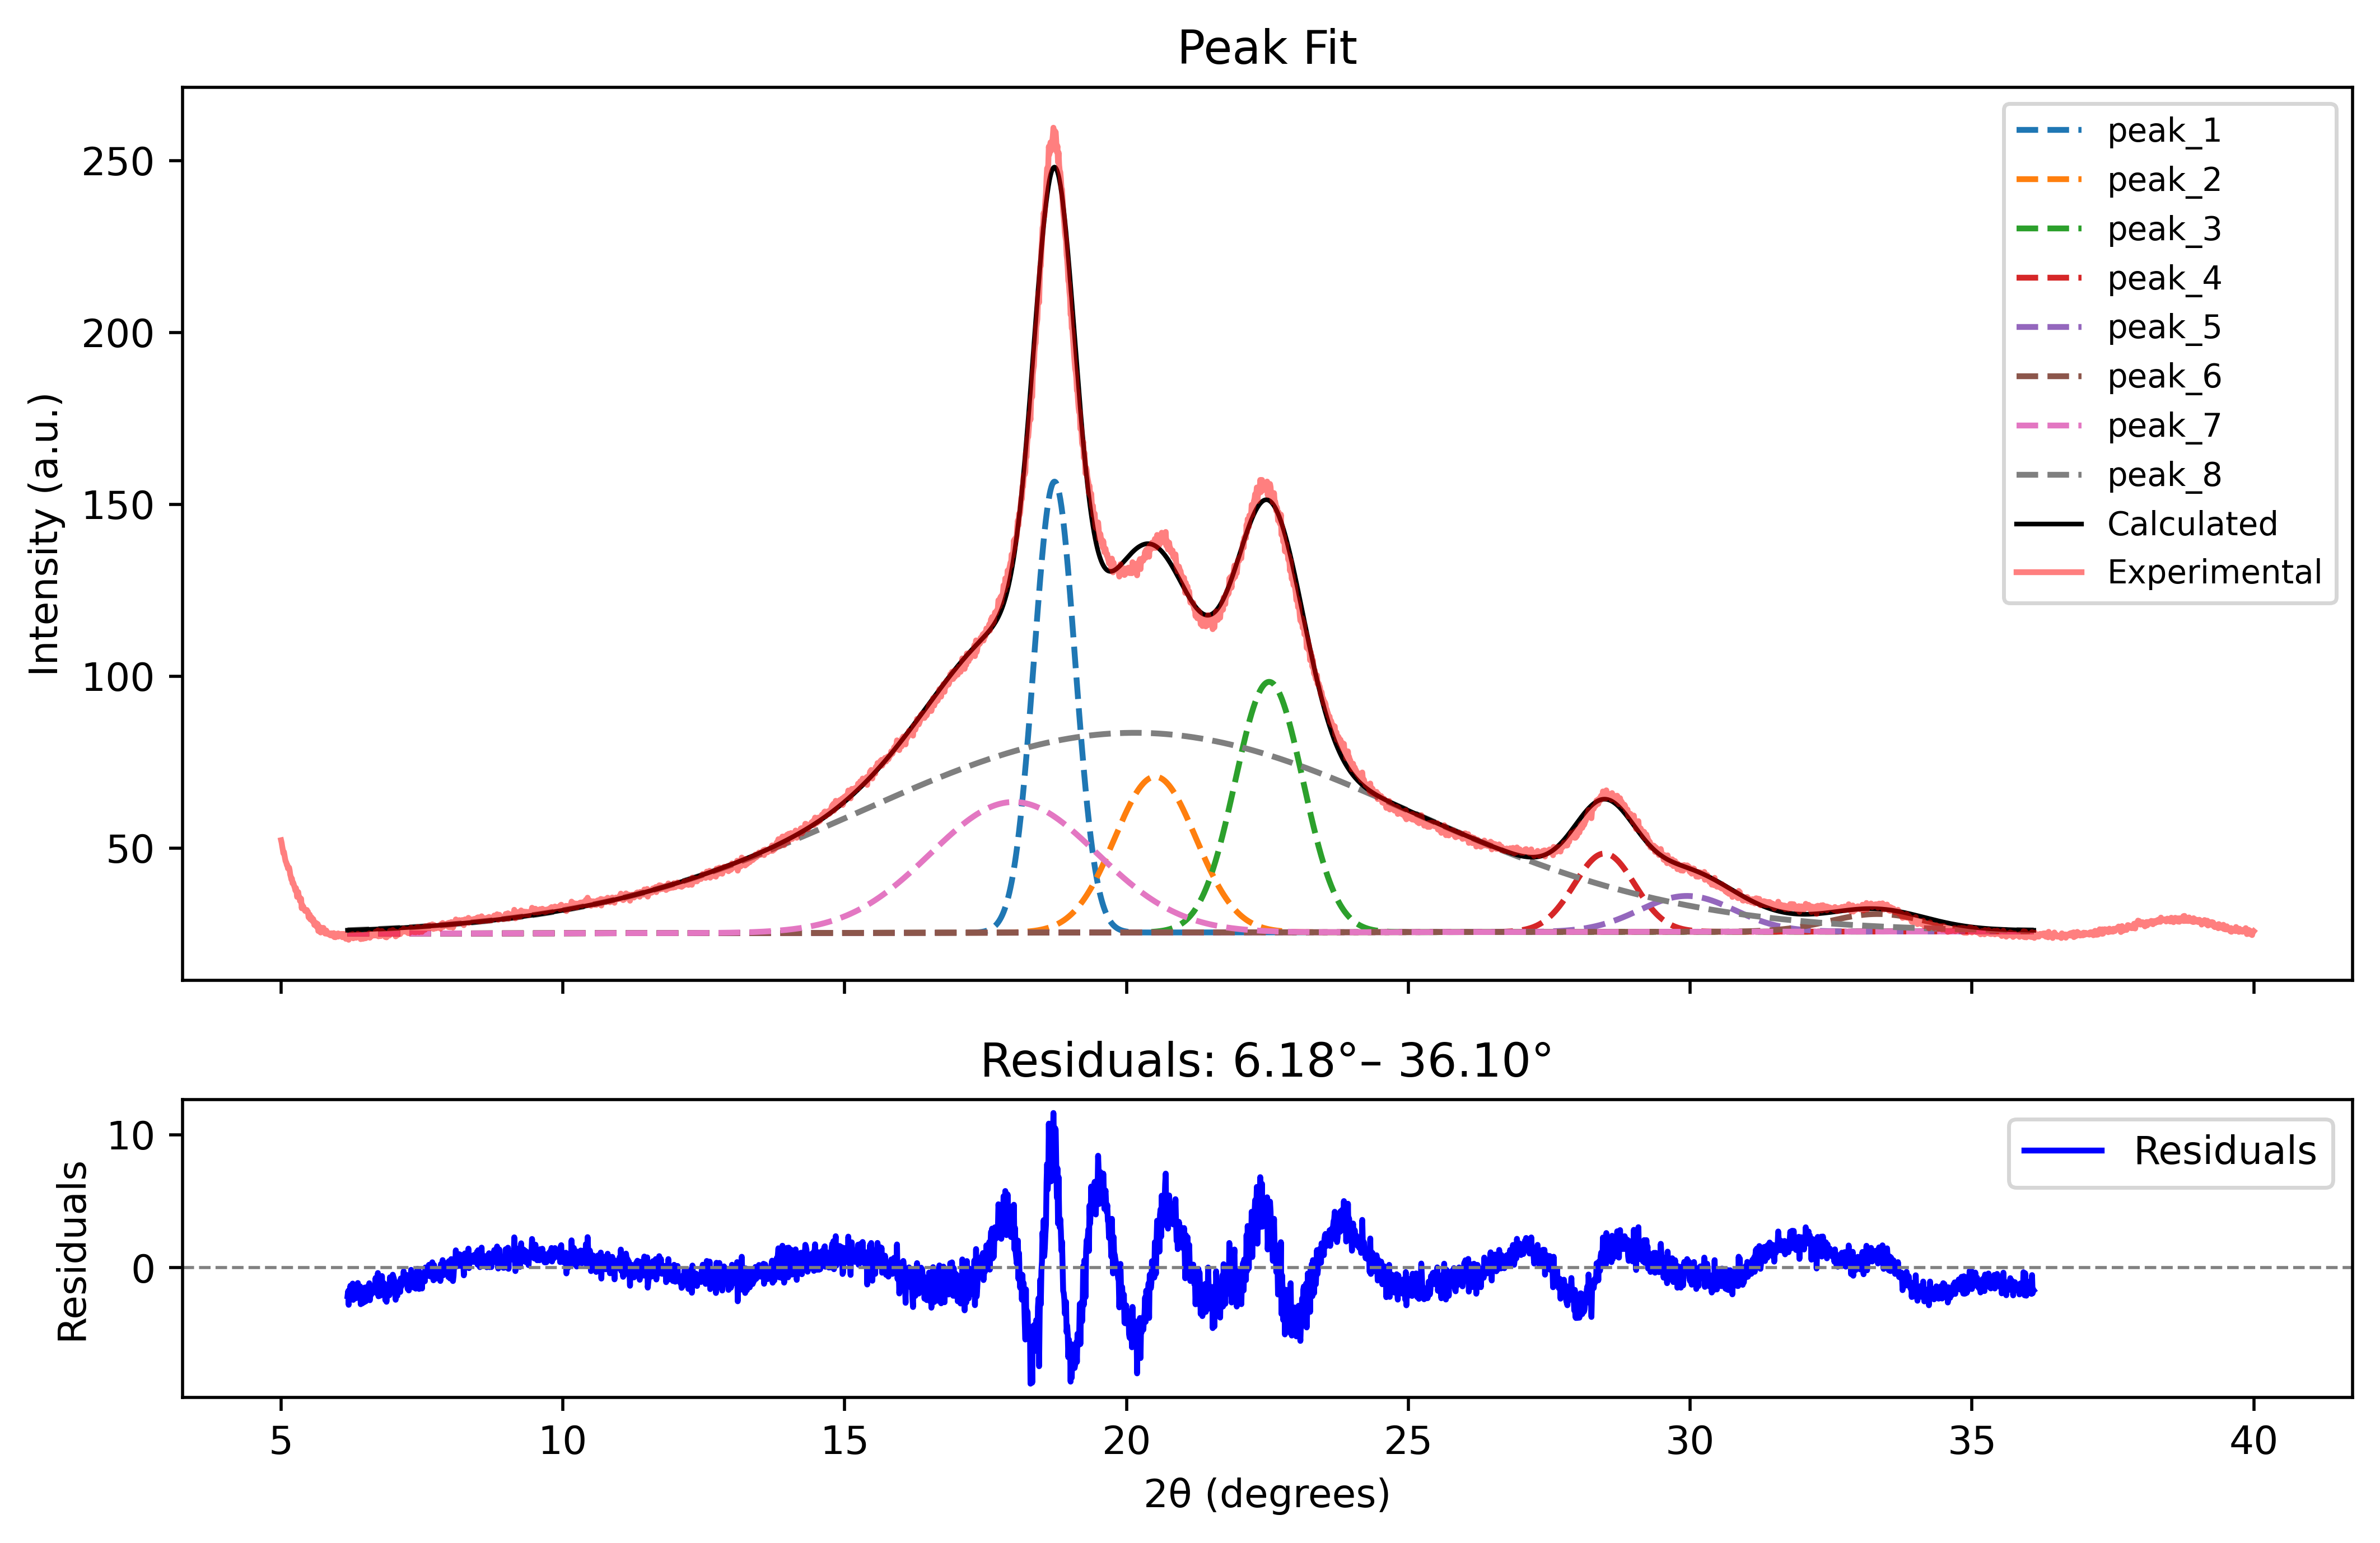 Peak Fit
Intensity (a.u.)
250
200
150
100
50
peak_1
peak_2
peak_3
peak_4
peak_5
peak_6
peak_7
peak_8
Calculated
Experimental
Residuals: 6.18°– 36.10°
Residuals
10
0
Residuals
5 10 15 20 25 30 35 40
2θ (degrees)